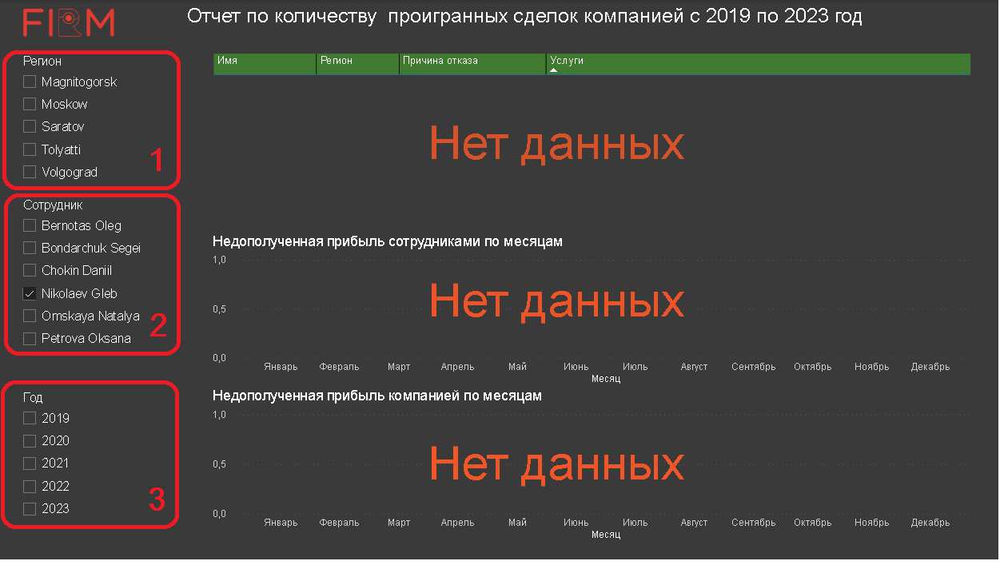 FIRM
Отчет по количеству проигранных сделок компанией с 2019 по 2023 год
Регион
Magnitogorsk
Moskow
Saratov
Tolyatti
Volgograd
1
Сотрудник
Bernotas Oleg
Bondarchuk Segei
Chokin Daniil
Nikolaev Gleb
Omskaya Natalya
Petrova Oksana
2
Год
2019
2020
2021
2022
2023
3
Имя Регион Причина отказа Услуги
Нет данных
Недополученная прибыль сотрудниками по месяцам
1,0
0,5
0,0
Нет данных
Январь Февраль Март Апрель Май Июнь Июль Август Сентябрь Октябрь Ноябрь Декабрь
Месяц
Недополученная прибыль компанией по месяцам
1,0
0,5
0,0
Нет данных
Январь Февраль Март Апрель Май Июнь Июль Август Сентябрь Октябрь Ноябрь Декабрь
Месяц